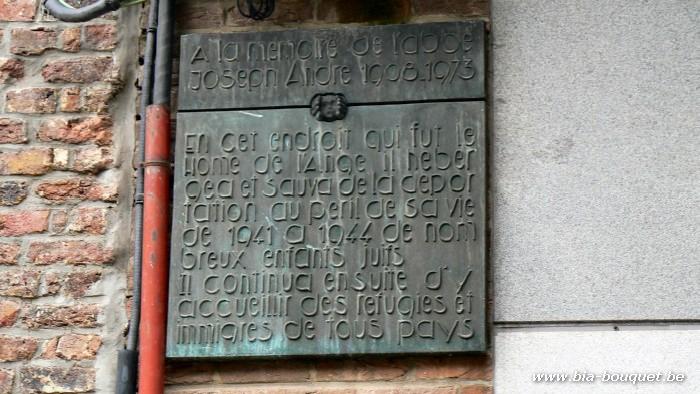 A la mémoire de l'abbé
Joseph André 1908-1973
En cet endroit qui fut le
Home de l'Ange il héber
gea et sauva de la dépor
tation au péril de sa vie
de 1941 à 1944 de nom
breux enfants juifs
Il continua ensuite d'y
accueillir des réfugiés et
immigrés de tous pays
www.bia-bouquet.be